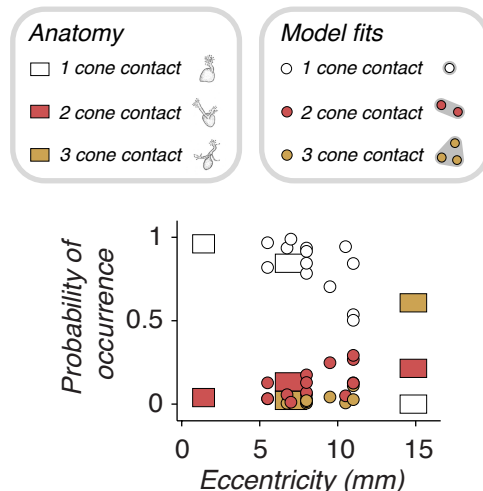 Anatomy
1 cone contact
2 cone contact
3 cone contact
Model fits
1 cone contact
2 cone contact
3 cone contact
Probability of
occurrence
1
0.5
0
0
5
10
15
Eccentricity (mm)